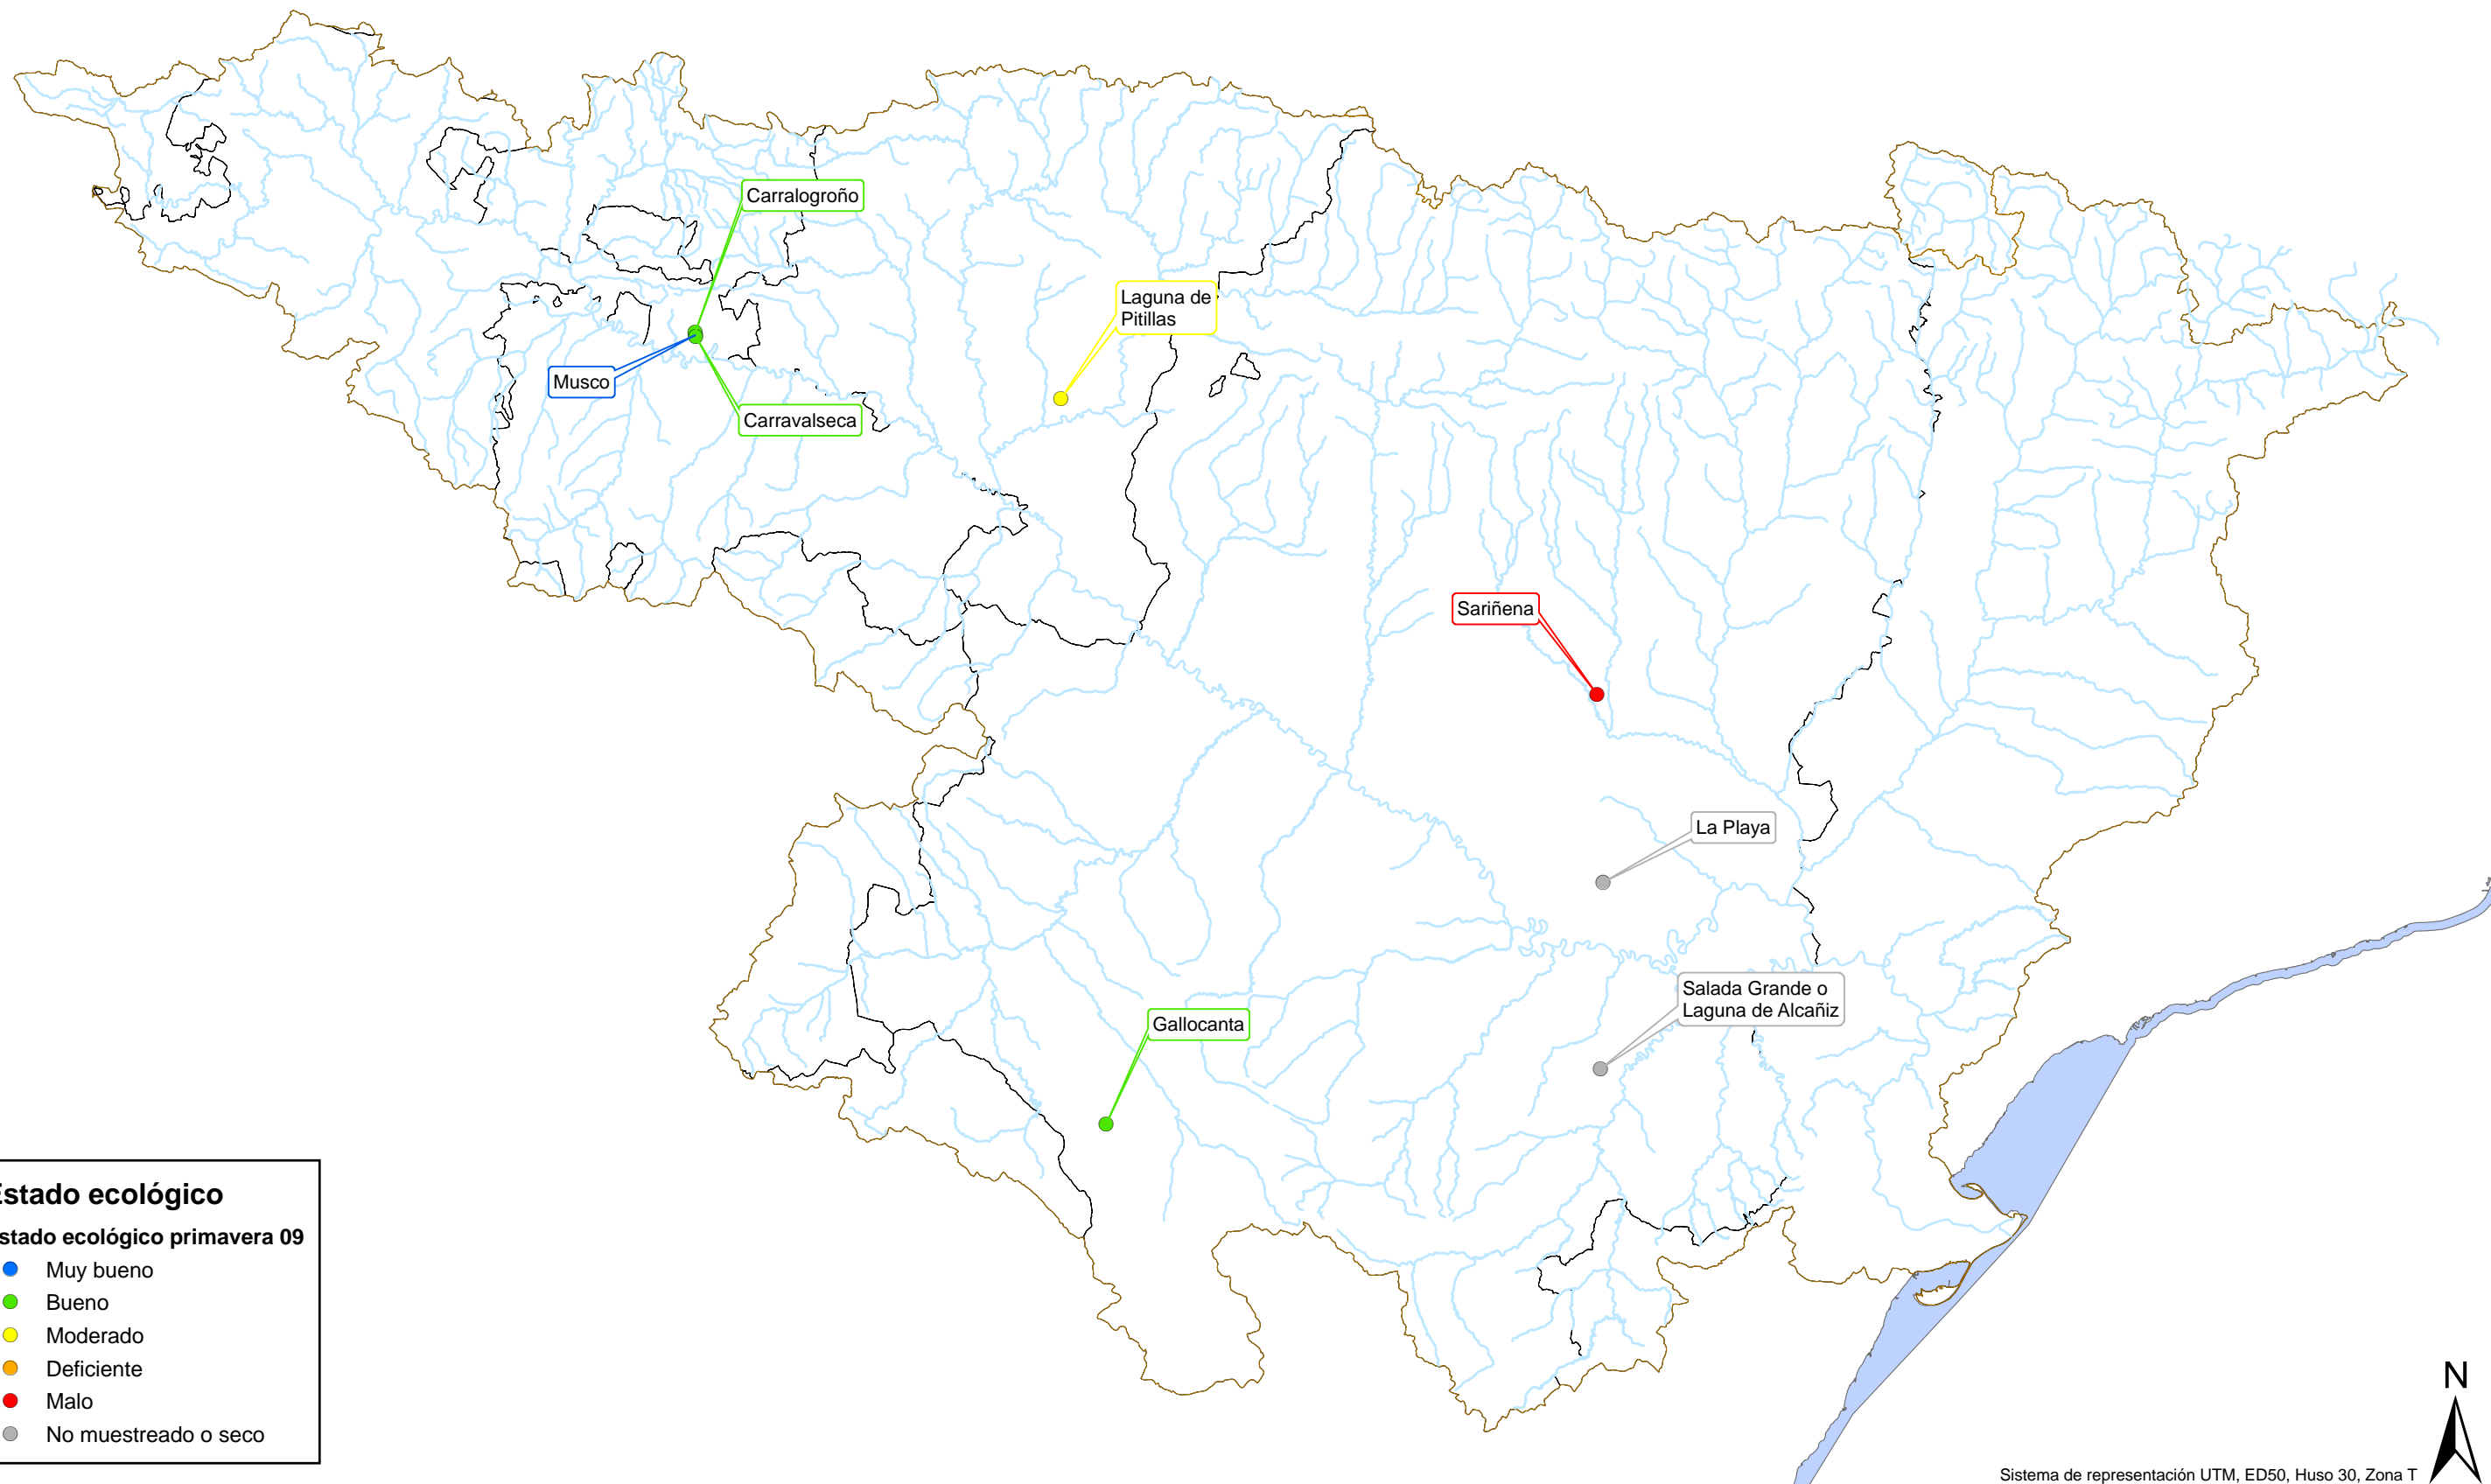 Carralogroño
Laguna de
Pitillas
Musco
Carravalseca
Sariñena
La Playa
Salada Grande o
Laguna de Alcañiz
Gallocanta
Estado ecológico
stado ecológico primavera 09
Muy bueno
Bueno
Moderado
Deficiente
Malo
No muestreado o seco
N
Sistema de representación UTM, ED50, Huso 30, Zona T